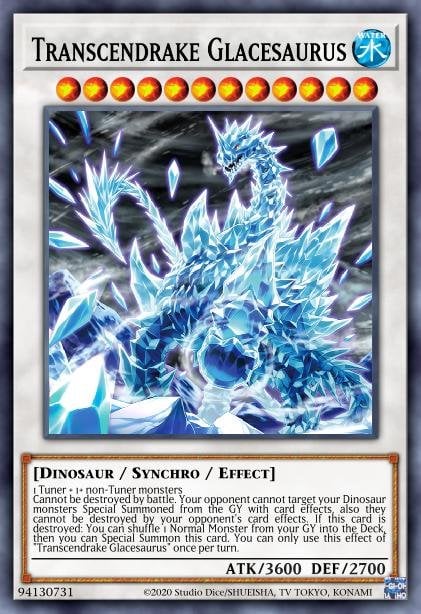 TRANSCENDRAKE GLACESAURUS
WATER
水
[DINOSAUR / SYNCHRO / EFFECT]
1 Tuner + 1+ non-Tuner monsters
Cannot be destroyed by battle. Your opponent cannot target your Dinosaur
monsters Special Summoned from the GY with card effects, also they
cannot be destroyed by your opponent's card effects. If this card is
destroyed: You can shuffle 1 Normal Monster from your GY into the Deck,
then you can Special Summon this card. You can only use this effect of
"Transcendrake Glacesaurus" once per turn.
ATK/3600 DEF/2700
94130731
©2020 Studio Dice/SHUEISHA, TV TOKYO, KONAMI